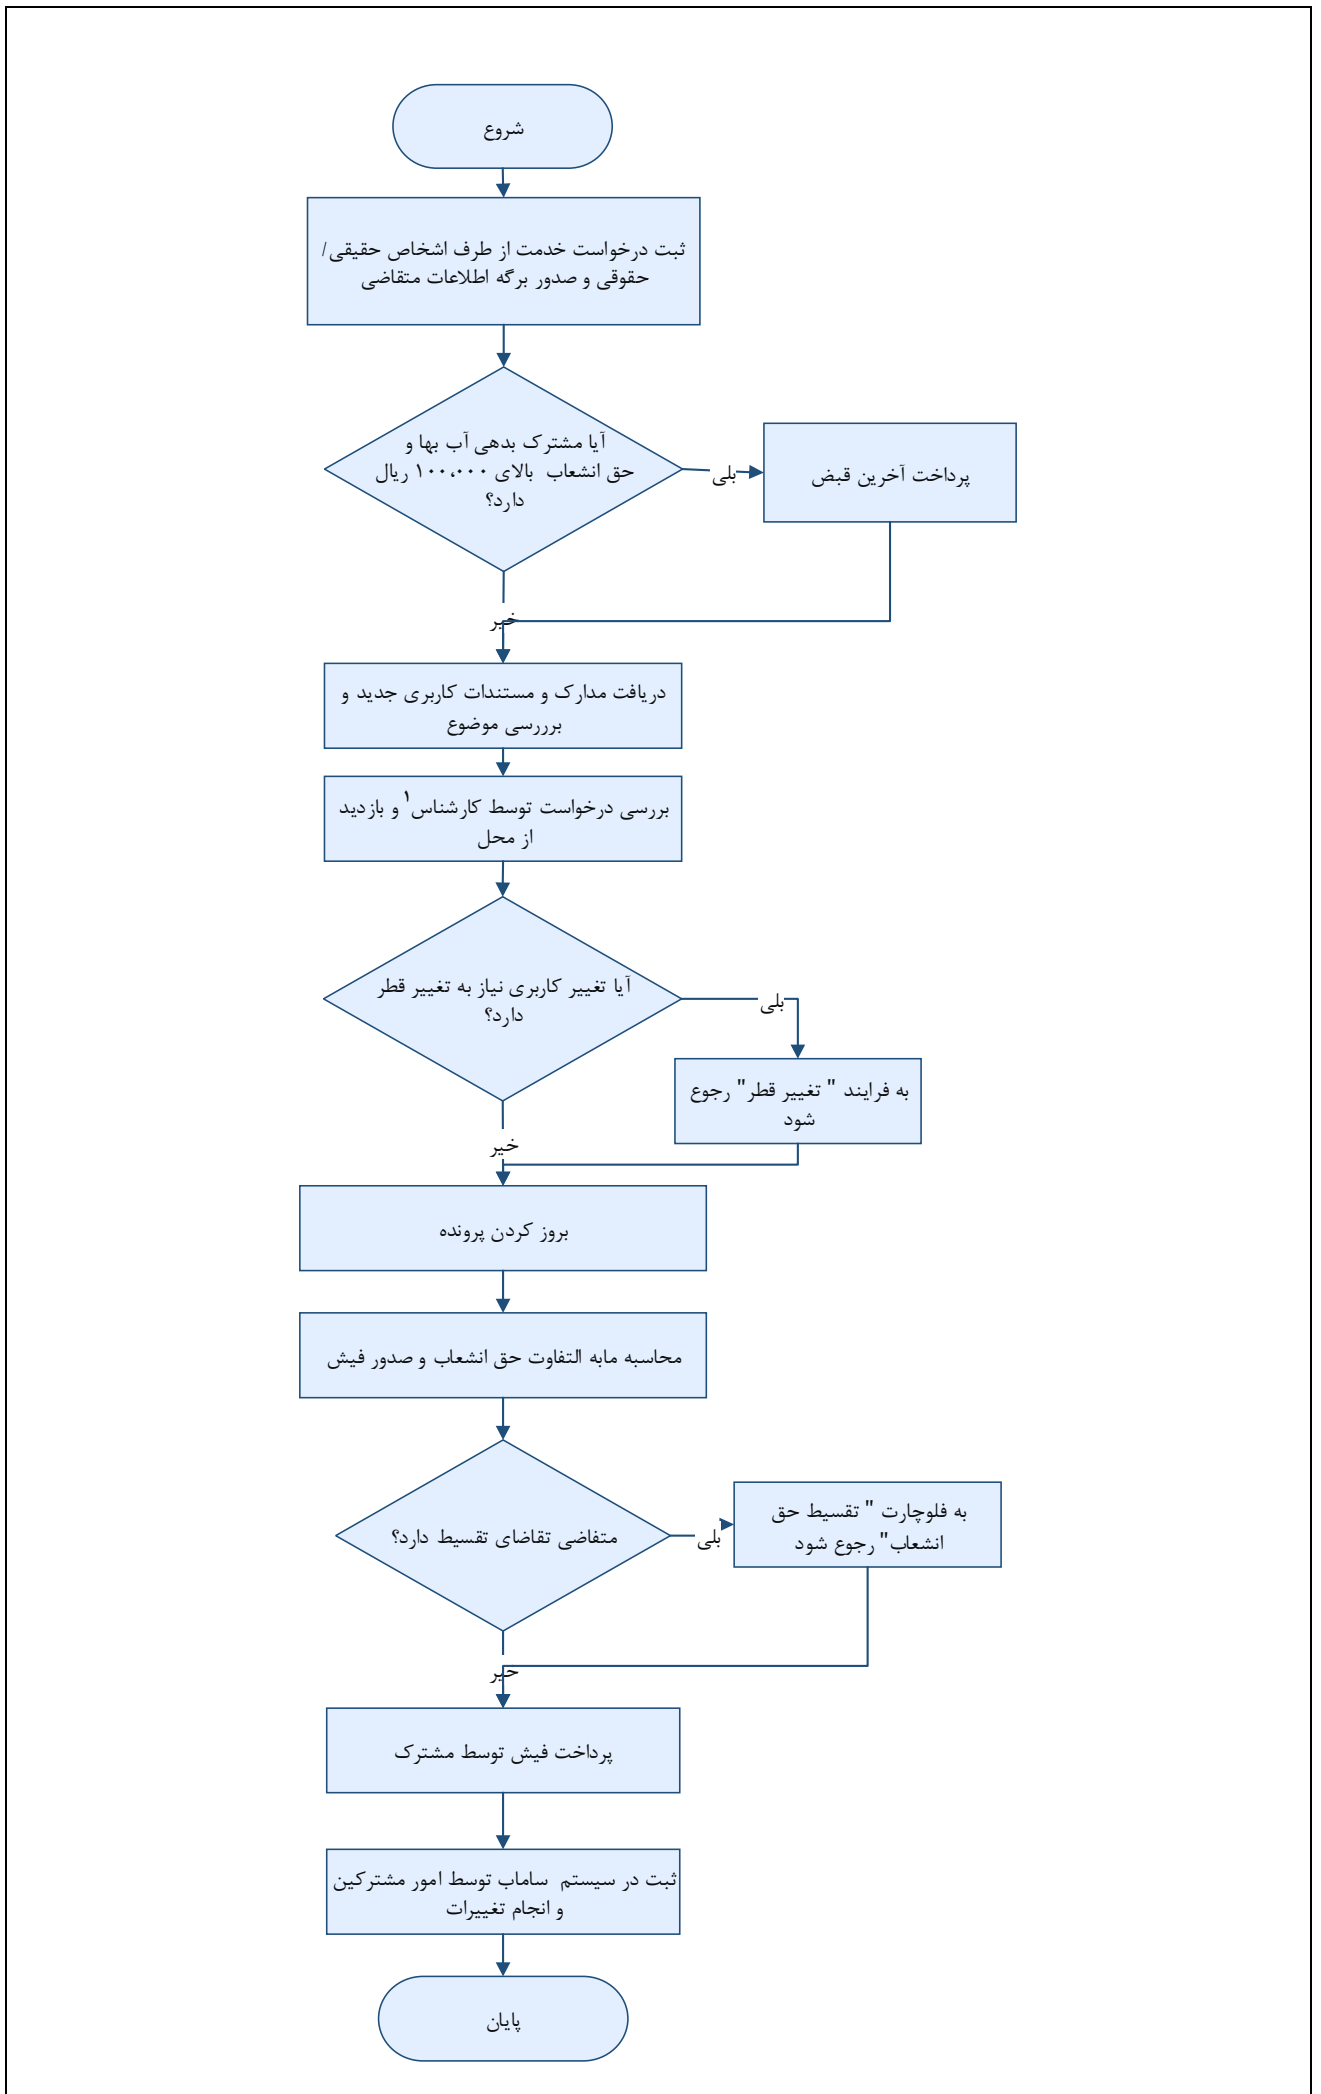 شروع
ثبت درخواست خدمت از طرف اشخاص حقیقی/
حقوقی و صدور برگه اطلاعات متقاضی
آیا مشترک بدهی آب بها و
حق انشعاب بالای ۱۰۰،۰۰۰ ریال
دارد؟
بلی
پرداخت آخرین قبض
خیر
دریافت مدارک و مستندات کاربری جدید و
برررسی موضوع
بررسی درخواست توسط کارشناس۱ و بازدید
از محل
آیا تغییر کاربری نیاز به تغییر قطر
دارد؟
بلی
به فرایند " تغییر قطر" رجوع
شود
خیر
بروز کردن پرونده
محاسبه مابه التفاوت حق انشعاب و صدور فیش
متفاضی تقاضای تقسیط دارد؟
بلی
به فلوچارت " تقسیط حق
انشعاب" رجوع شود
خیر
پرداخت فیش توسط مشترک
ثبت در سیستم ساماب توسط امور مشترکین
و انجام تغییرات
پایان